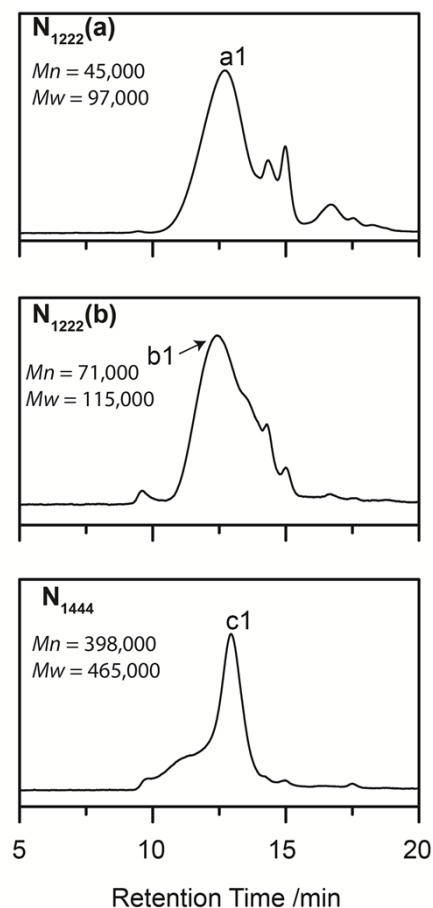 N1222(a)
Mn = 45,000
Mw = 97,000
a1
N1222(b)
b1
Mn = 71,000
Mw = 115,000
N1444
Mn = 398,000
Mw = 465,000
c1
5 10 15 20
Retention Time /min